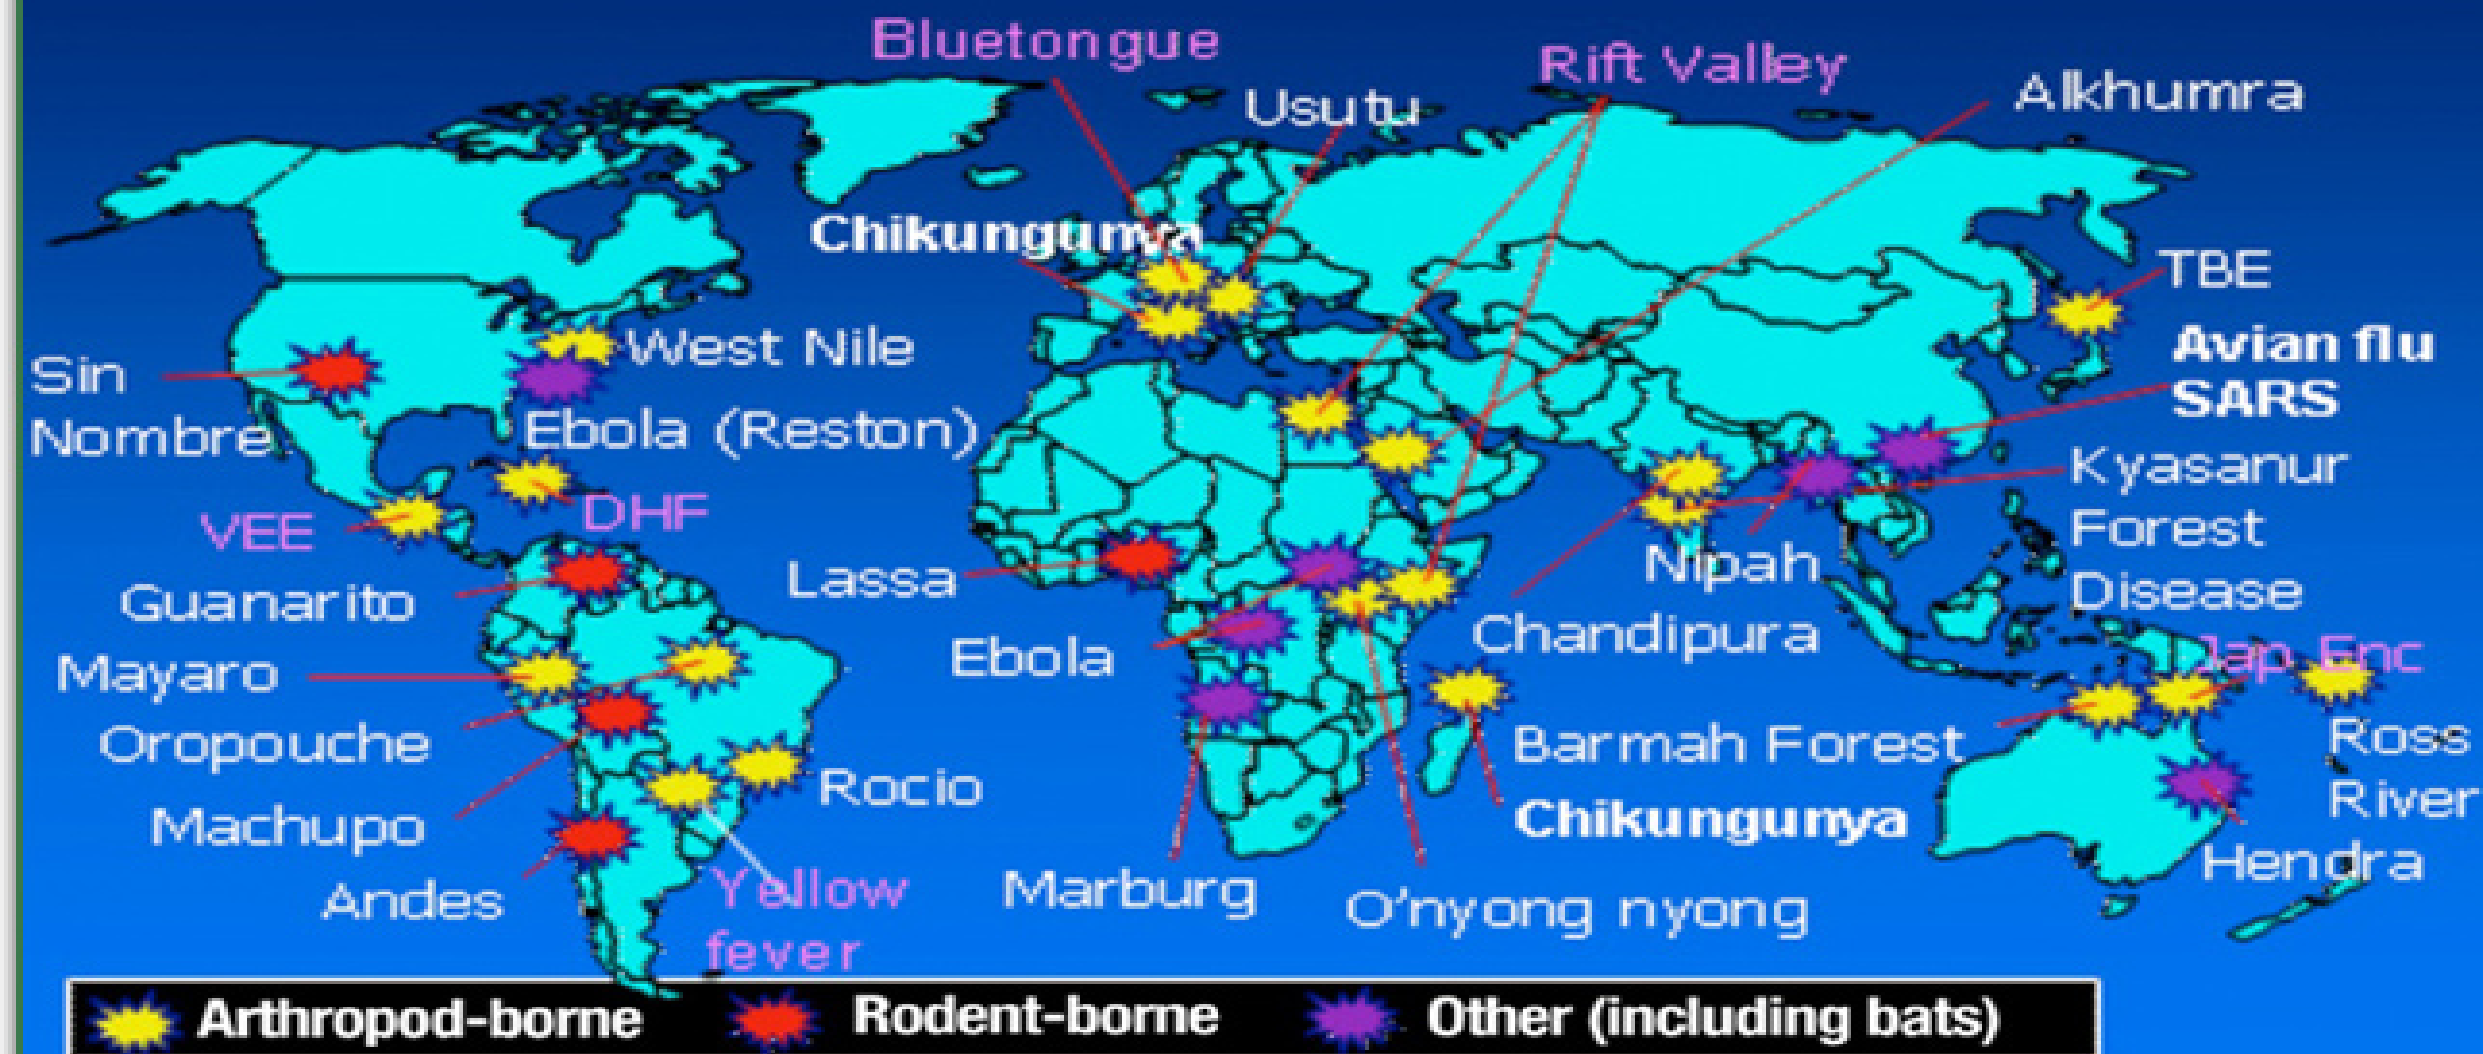 Bluetongue
Rift Valley
Alkhumra
Usutu
Chikungunya
TBE
West Nile
Avian flu
SARS
Sin
Nombre
Ebola (Reston)
Kyasanur
Forest
Disease
DHF
VEE
Nipah
Lassa
Guanarito
Chandipura
Ebola
Jap Enc
Mayaro
Oropouche
Barmah Forest
Ross
River
Rocio
Chikungunya
Machupo
Hendra
Yellow
fever
Marburg
Andes
O'nyong nyong
Arthropod-borne
Rodent-borne
Other (including bats)